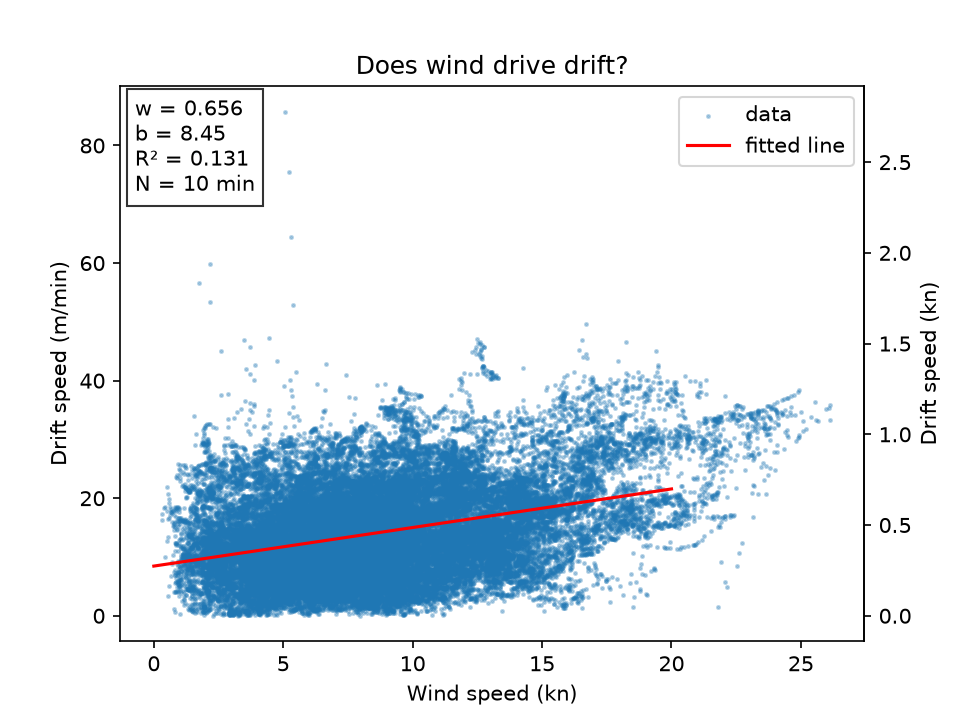 Does wind drive drift?
w = 0.656
b = 8.45
R² = 0.131
N = 10 min
data
fitted line
80
60
40
20
0
Drift speed (m/min)
2.5
2.0
1.5
1.0
0.5
0.0
Drift speed (kn)
0 5 10 15 20 25
Wind speed (kn)